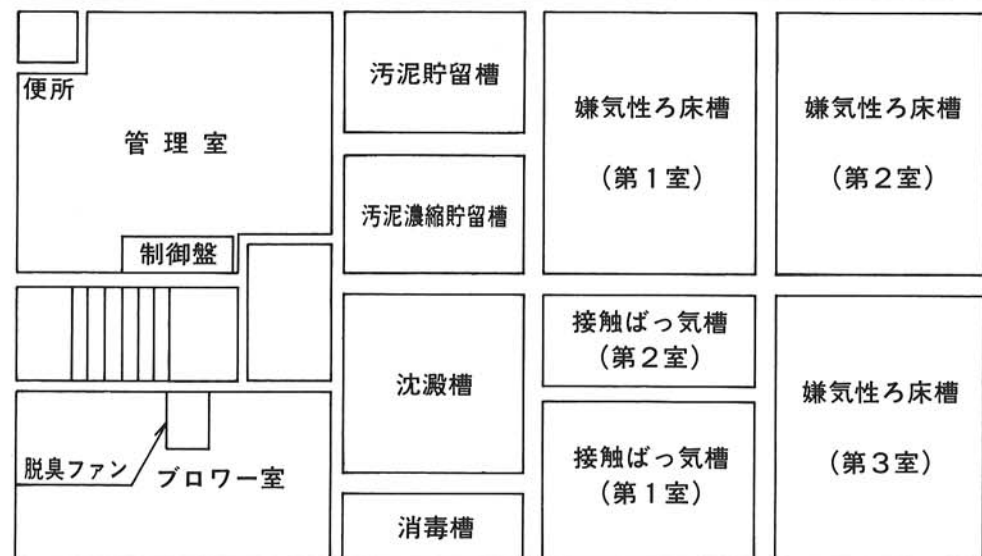 便所
管理室
制御盤
脱臭ファン
ブロワー室
汚泥貯留槽
汚泥濃縮貯留槽
沈澱槽
消毒槽
嫌気性ろ床槽
(第1室)
接触ばっ気槽
(第2室)
接触ばっ気槽
(第1室)
嫌気性ろ床槽
(第2室)
嫌気性ろ床槽
(第3室)